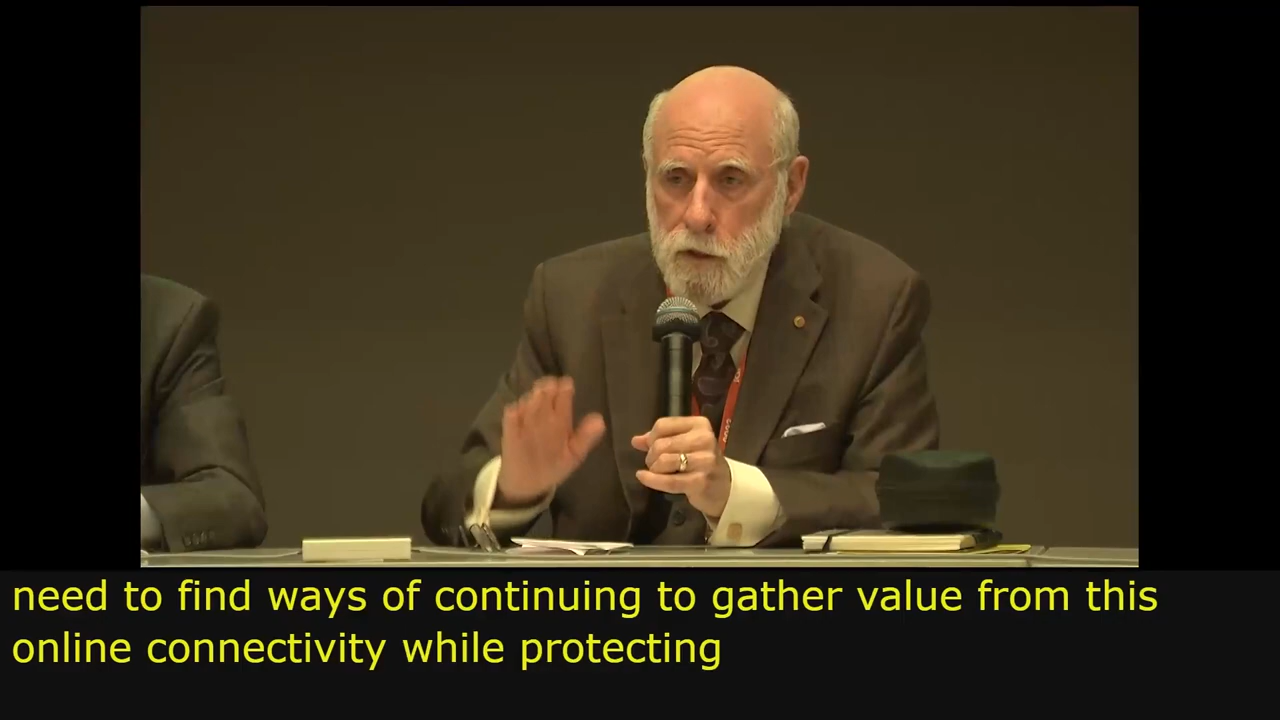 need to find ways of continuing to gather value from this
online connectivity while protecting